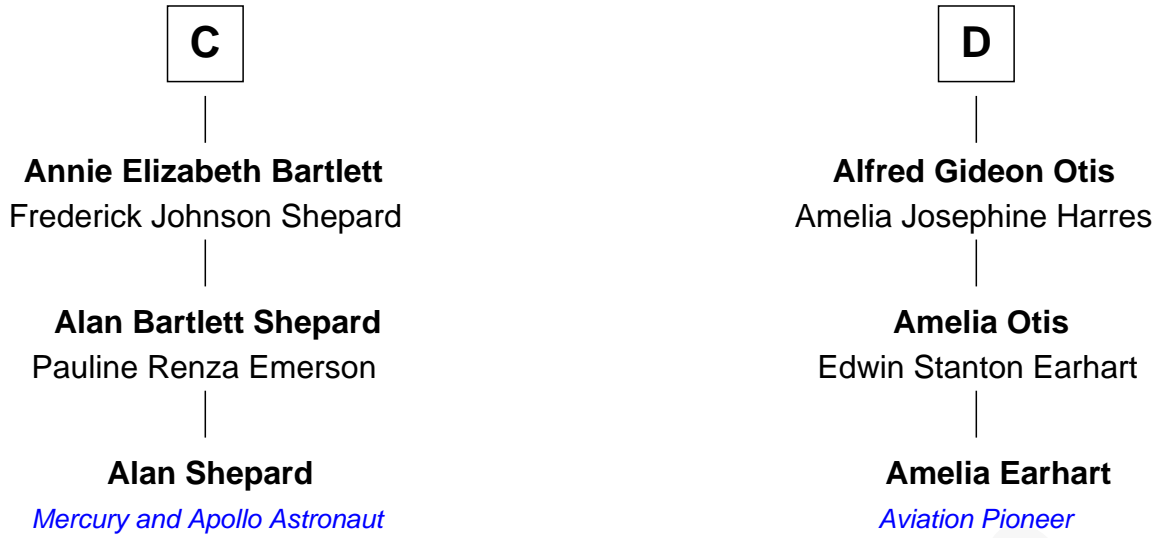 C
Annie Elizabeth Bartlett
Frederick Johnson Shepard
Alan Bartlett Shepard
Pauline Renza Emerson
Alan Shepard
Mercury and Apollo Astronaut
D
Alfred Gideon Otis
Amelia Josephine Harres
Amelia Otis
Edwin Stanton Earhart
Amelia Earhart
Aviation Pioneer